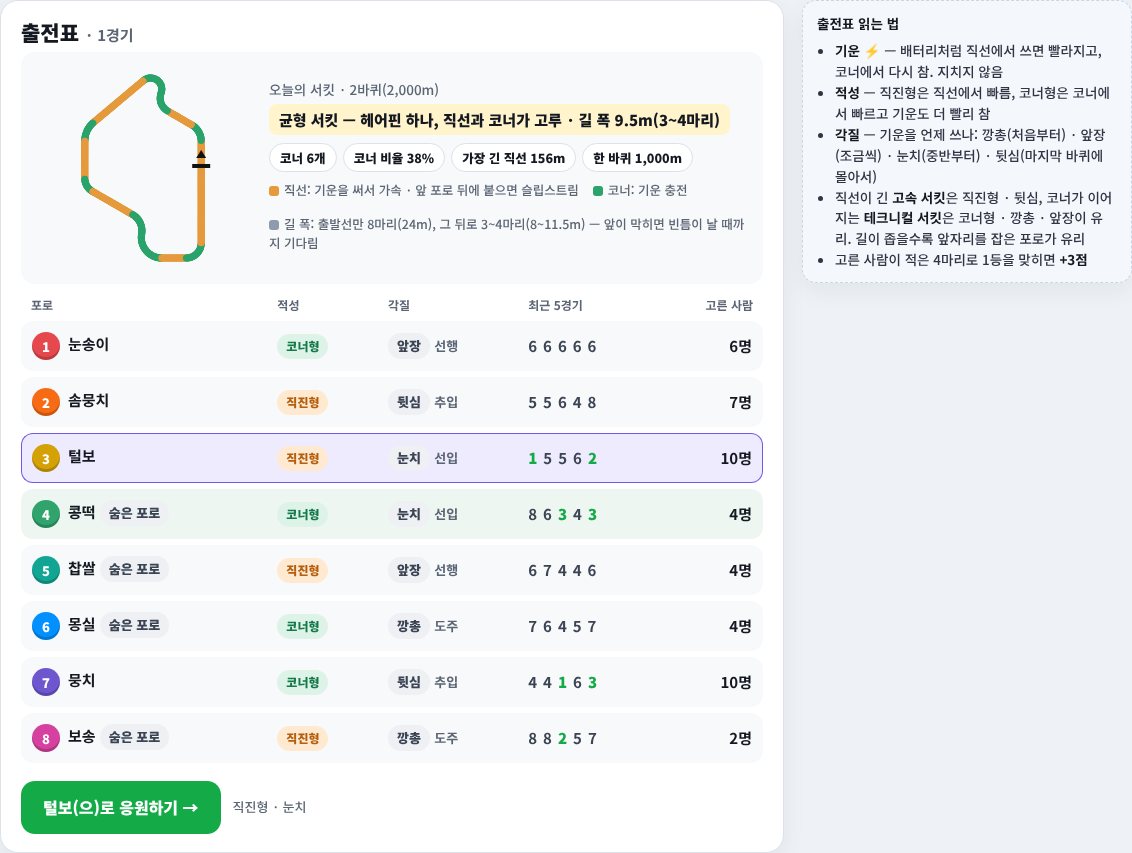 출전표 · 1경기
오늘의 서킷 · 2바퀴(2,000m)
균형 서킷 — 헤어핀 하나, 직선과 코너가 고루 · 길 폭 9.5m(3~4마리)
코너 6개 코너 비율 38% 가장 긴 직선 156m 한 바퀴 1,000m
직선: 기운을 써서 가속 · 앞 포로 뒤에 붙으면 슬립스트림 코너: 기운 충전
길 폭: 출발선만 8마리(24m), 그 뒤로 3~4마리(8~11.5m) — 앞이 막히면 빈틈이 날 때까
지 기다림
포로 적성 각질 최근 5경기 고른 사람
1 눈송이 코너형 앞장 선행 6 6 6 6 6 6명
2 솜뭉치 직진형 뒷심 추입 5 5 6 4 8 7명
3 털보 직진형 눈치 선입 1 5 5 6 2 10명
4 콩떡 숨은 포로 코너형 눈치 선입 8 6 3 4 3 4명
5 찹쌀 숨은 포로 직진형 앞장 선행 6 7 4 4 6 4명
6 몽실 숨은 포로 코너형 깡총 도주 7 6 4 5 7 4명
7 뭉치 코너형 뒷심 추입 4 4 1 6 3 10명
8 보송 숨은 포로 직진형 깡총 도주 8 8 2 5 7 2명
털보(으)로 응원하기 → 직진형 · 눈치
출전표 읽는 법
• 기운 ⚡ — 배터리처럼 직선에서 쓰면 빨라지고,
코너에서 다시 참. 지치지 않음
• 적성 — 직진형은 직선에서 빠름, 코너형은 코너에
서 빠르고 기운도 더 빨리 참
• 각질 — 기운을 언제 쓰나: 깡총(처음부터) · 앞장
(조금씩) · 눈치(중반부터) · 뒷심(마지막 바퀴에
몰아서)
• 직선이 긴 고속 서킷은 직진형 · 뒷심, 코너가 이어
지는 테크니컬 서킷은 코너형 · 깡총 · 앞장이 유
리. 길이 좁을수록 앞자리를 잡은 포로가 유리
• 고른 사람이 적은 4마리로 1등을 맞히면 +3점